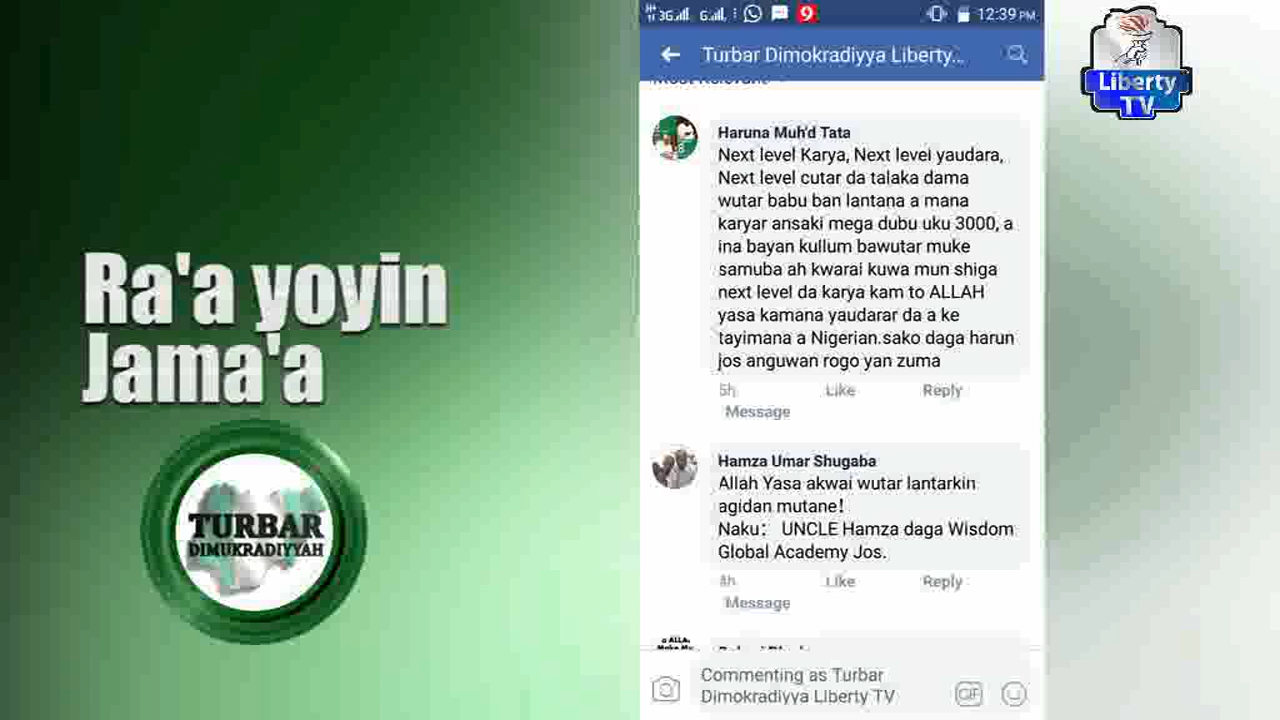 Ra'a yoyin
Jama'a
TURBAR
DIMUKRADIYYAH
3G G 9 12:39 PM
Turbar Dimokradiyya Liberty...
Haruna Muh'd Tata
Next level Karya, Next level yaudara,
Next level cutar da talaka dama
wutar babu ban lantana a mana
karyar ansaki mega dubu uku 3000, a
ina bayan kullum bawutar muke
samuba ah kwarai kuwa mun shiga
next level da karya kam to ALLAH
yasa kamana yaudarar da a ke
tayimana a Nigerian.sako daga harun
jos anguwan rogo yan zuma
5h Like Reply
Message
Hamza Umar Shugaba
Allah Yasa akwai wutar lantarkin
agidan mutane!
Naku: UNCLE Hamza daga Wisdom
Global Academy Jos.
4h Like Reply
Message
Commenting as Turbar
Dimokradiyya Liberty TV
GIF
Liberty
TV